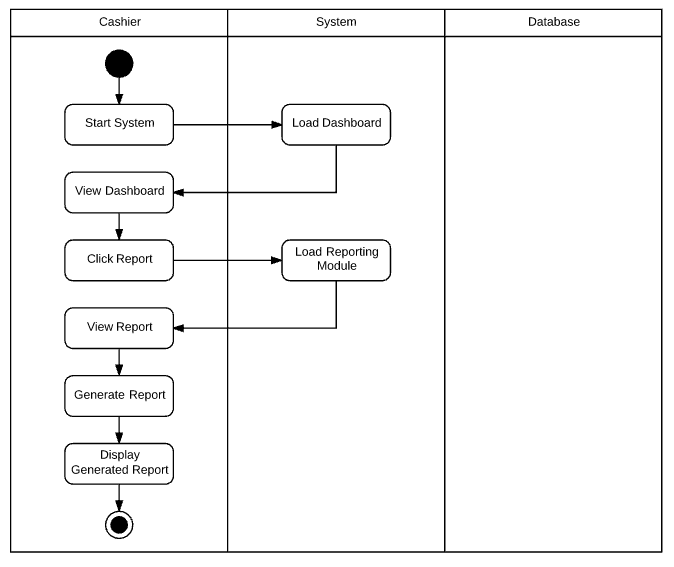 Cashier
System
Database
Start System
Load Dashboard
View Dashboard
Click Report
Load Reporting
Module
View Report
Generate Report
Display
Generated Report